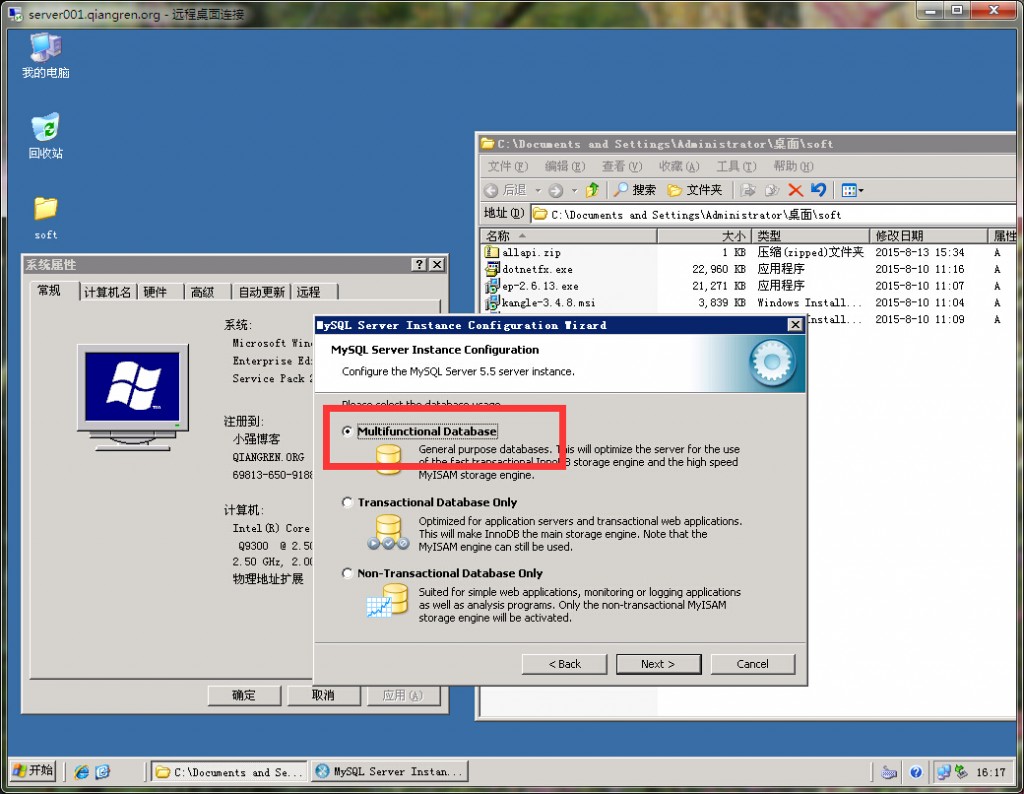 server001.qiangren.org - 远程桌面连接
我的电脑
回收站
soft
C:\Documents and Settings\Administrator\桌面\soft
文件(F) 编辑(E) 查看(V) 收藏(A) 工具(T) 帮助(H)
后退 搜索 文件夹
地址(D) C:\Documents and Settings\Administrator\桌面\soft
名称 大小 类型 修改日期 属性
allapi.zip 1 KB 压缩(zipped)文件夹 2015-8-13 15:34 A
dotnetfx.exe 22,960 KB 应用程序 2015-8-10 11:16 A
ep-2.6.13.exe 21,271 KB 应用程序 2015-8-10 11:07 A
kangle-3.4.8.msi 3,839 KB Windows Install... 2015-8-10 11:04 A
nstall... 2015-8-10 11:09 A
系统属性
常规 计算机名 硬件 高级 自动更新 远程
系统:
Microsoft Win
Enterprise Ed
Service Pack 2
注册到:
小强博客
QIANGREN.ORG
69813-650-9188
计算机:
Intel(R) Core
Q9300 @ 2.50
2.50 GHz, 2.00
物理地址扩展
确定 取消 应用(A)
MySQL Server Instance Configuration Wizard
MySQL Server Instance Configuration
Configure the MySQL Server 5.5 server instance.
Please select the database usage.
Multifunctional Database
General purpose databases. This will optimize the server for the use
of the fast transactional InnoDB storage engine and the high speed
MyISAM storage engine.
Transactional Database Only
Optimized for application servers and transactional web applications.
This will make InnoDB the main storage engine. Note that the
MyISAM engine can still be used.
Non-Transactional Database Only
Suited for simple web applications, monitoring or logging applications
as well as analysis programs. Only the non-transactional MyISAM
storage engine will be activated.
< Back Next > Cancel
开始 C:\Documents and Se... MySQL Server Instan... 16:17